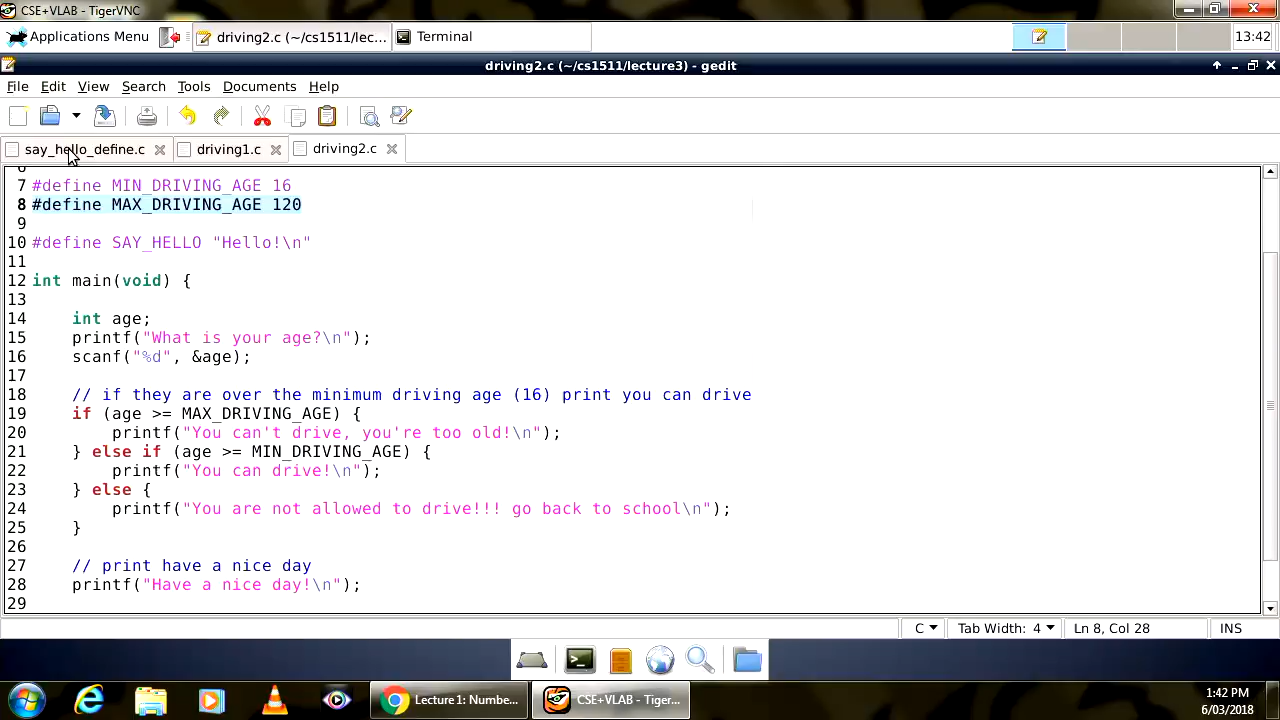 CSE+VLAB - TigerVNC
Applications Menu driving2.c (~/cs1511/lec... Terminal 13:42
driving2.c (~/cs1511/lecture3) - gedit
File Edit View Search Tools Documents Help
say_hello_define.c driving1.c driving2.c
7 #define MIN_DRIVING_AGE 16
8 #define MAX_DRIVING_AGE 120
9
10 #define SAY_HELLO "Hello!\n"
11
12 int main(void) {
13
14 int age;
15 printf("What is your age?\n");
16 scanf("%d", &age);
17
18 // if they are over the minimum driving age (16) print you can drive
19 if (age >= MAX_DRIVING_AGE) {
20 printf("You can't drive, you're too old!\n");
21 } else if (age >= MIN_DRIVING_AGE) {
22 printf("You can drive!\n");
23 } else {
24 printf("You are not allowed to drive!!! go back to school\n");
25 }
26
27 // print have a nice day
28 printf("Have a nice day!\n");
29
C Tab Width: 4 Ln 8, Col 28 INS
Lecture 1: Numbe... CSE+VLAB - Tiger... 1:42 PM
6/03/2018